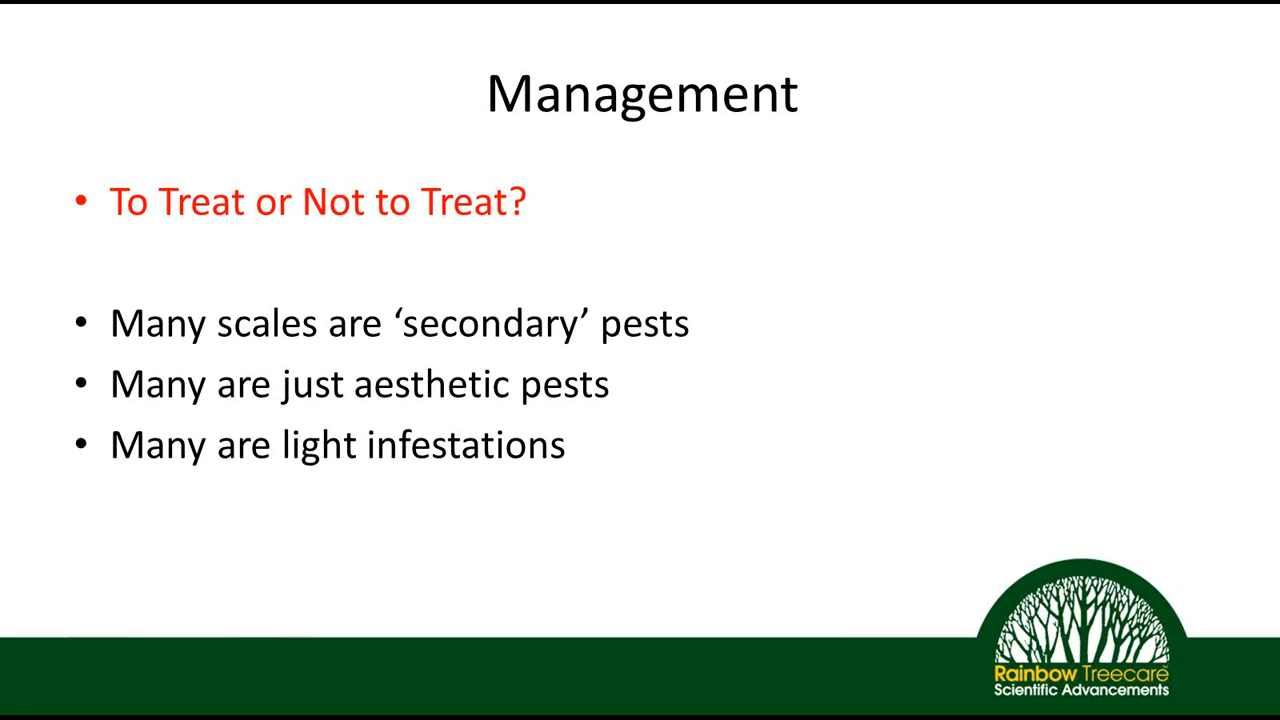 Management
• To Treat or Not to Treat?
• Many scales are ‘secondary’ pests
• Many are just aesthetic pests
• Many are light infestations
Rainbow Treecare
Scientific Advancements